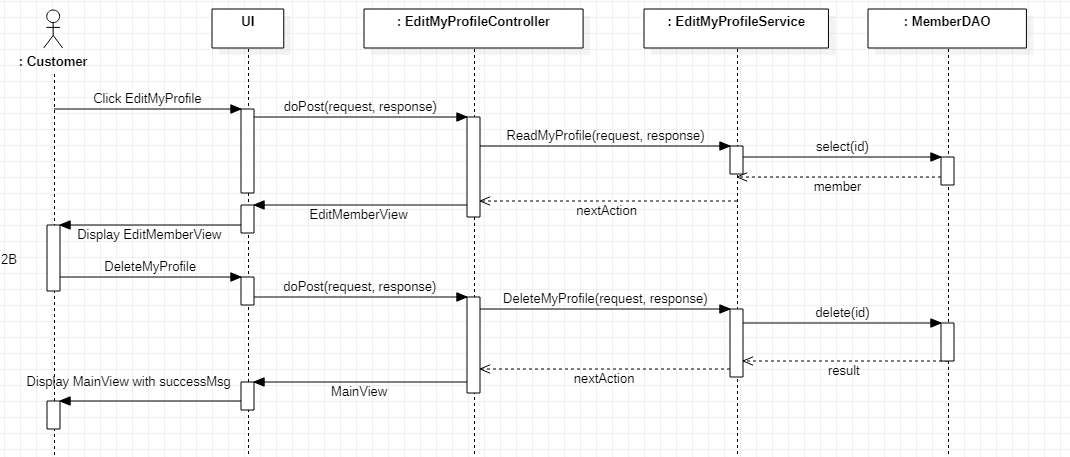 UI
: EditMyProfileController
: EditMyProfileService
: MemberDAO
: Customer
Click EditMyProfile
doPost(request, response)
ReadMyProfile(request, response)
select(id)
member
nextAction
EditMemberView
Display EditMemberView
2B
DeleteMyProfile
doPost(request, response)
DeleteMyProfile(request, response)
delete(id)
result
nextAction
Display MainView with successMsg
MainView